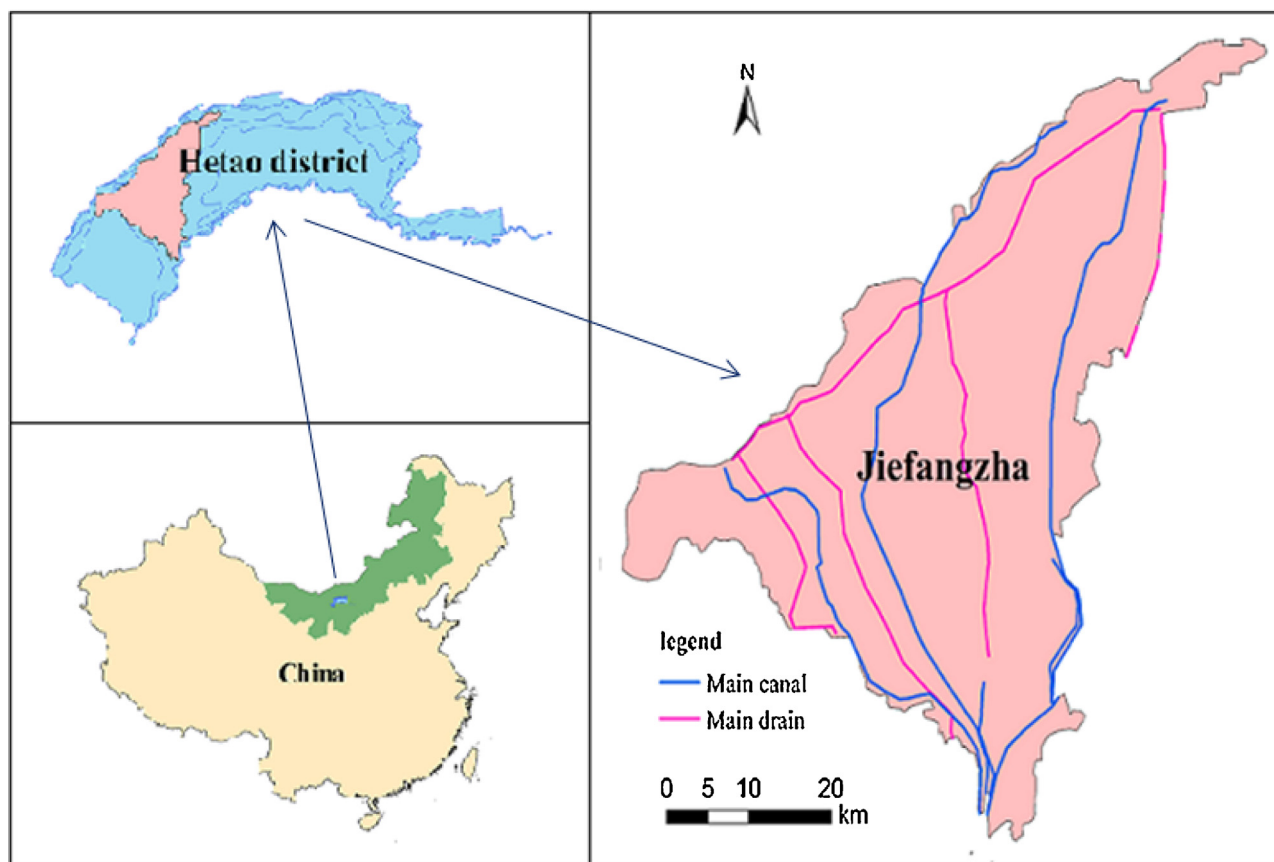 Hetao district
China
N
Jiefangzha
legend
Main canal
Main drain
0 5 10 20
km